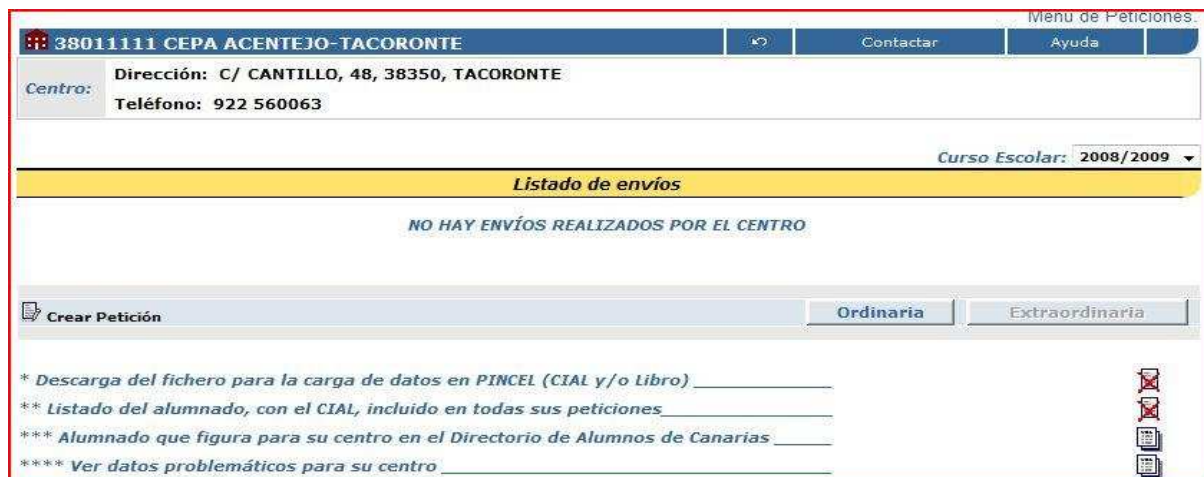 Menú de Peticiones.
38011111 CEPA ACENTEJO-TACORONTE Contactar Ayuda
Centro:
Dirección: C/ CANTILLO, 48, 38350, TACORONTE
Teléfono: 922 560063
Curso Escolar: 2008/2009
Listado de envíos
NO HAY ENVÍOS REALIZADOS POR EL CENTRO
Crear Petición Ordinaria Extraordinaria
* Descarga del fichero para la carga de datos en PINCEL (CIAL y/o Libro)
** Listado del alumnado, con el CIAL, incluido en todas sus peticiones
*** Alumnado que figura para su centro en el Directorio de Alumnos de Canarias
**** Ver datos problemáticos para su centro